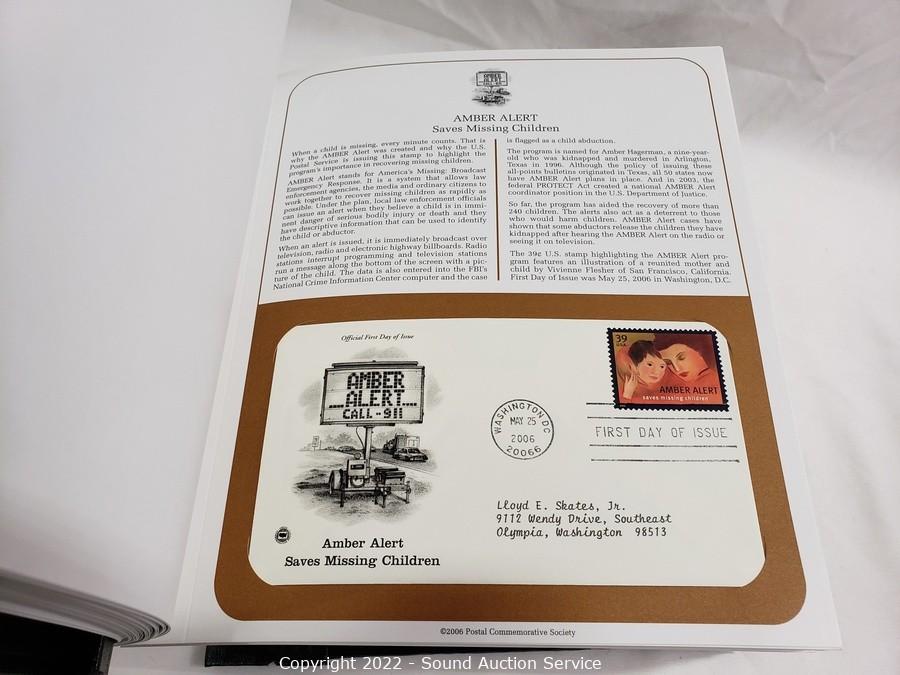 AMBER
ALERT
CALL-911
AMBER ALERT
Saves Missing Children
When a child is missing, every minute counts. That is
why the AMBER Alert was created and why the U.S.
Postal Service is issuing this stamp to highlight the
program's importance in recovering missing children.
AMBER Alert stands for America's Missing: Broadcast
Emergency Response. It is a system that allows law
enforcement agencies, the media and ordinary citizens to
work together to recover missing children as rapidly as
possible. Under the plan, local law enforcement officials
can issue an alert when they believe a child is in immi-
nent danger of serious bodily injury or death and they
have descriptive information that can be used to identify
the child or abductor.
When an alert is issued, it is immediately broadcast over
television, radio and electronic highway billboards. Radio
stations interrupt programming and television stations
run a message along the bottom of the screen with a pic-
ture of the child. The data is also entered into the FBI's
National Crime Information Center computer and the case
is flagged as a child abduction.
The program is named for Amber Hagerman, a nine-year-
old who was kidnapped and murdered in Arlington,
Texas in 1996. Although the policy of issuing these
all-points bulletins originated in Texas, all 50 states now
have AMBER Alert plans in place. And in 2003, the
federal PROTECT Act created a national AMBER Alert
coordinator position in the U.S. Department of Justice.
So far, the program has aided the recovery of more than
240 children. The alerts also act as a deterrent to those
who would harm children. AMBER Alert cases have
shown that some abductors release the children they have
kidnapped after hearing the AMBER Alert on the radio or
seeing it on television.
The 39¢ U.S. stamp highlighting the AMBER Alert pro-
gram features an illustration of a reunited mother and
child by Vivienne Flesher of San Francisco, California.
First Day of Issue was May 25, 2006 in Washington, D.C.
Official First Day of Issue
AMBER
ALERT
CALL-911
39
USA
AMBER ALERT
saves missing children
WASHINGTON DC
MAY 25
2006
20066
FIRST DAY OF ISSUE
Lloyd E. Skates, Jr.
9112 Wendy Drive, Southeast
Olympia, Washington 98513
Amber Alert
Saves Missing Children
©2006 Postal Commemorative Society
Copyright 2022 - Sound Auction Service